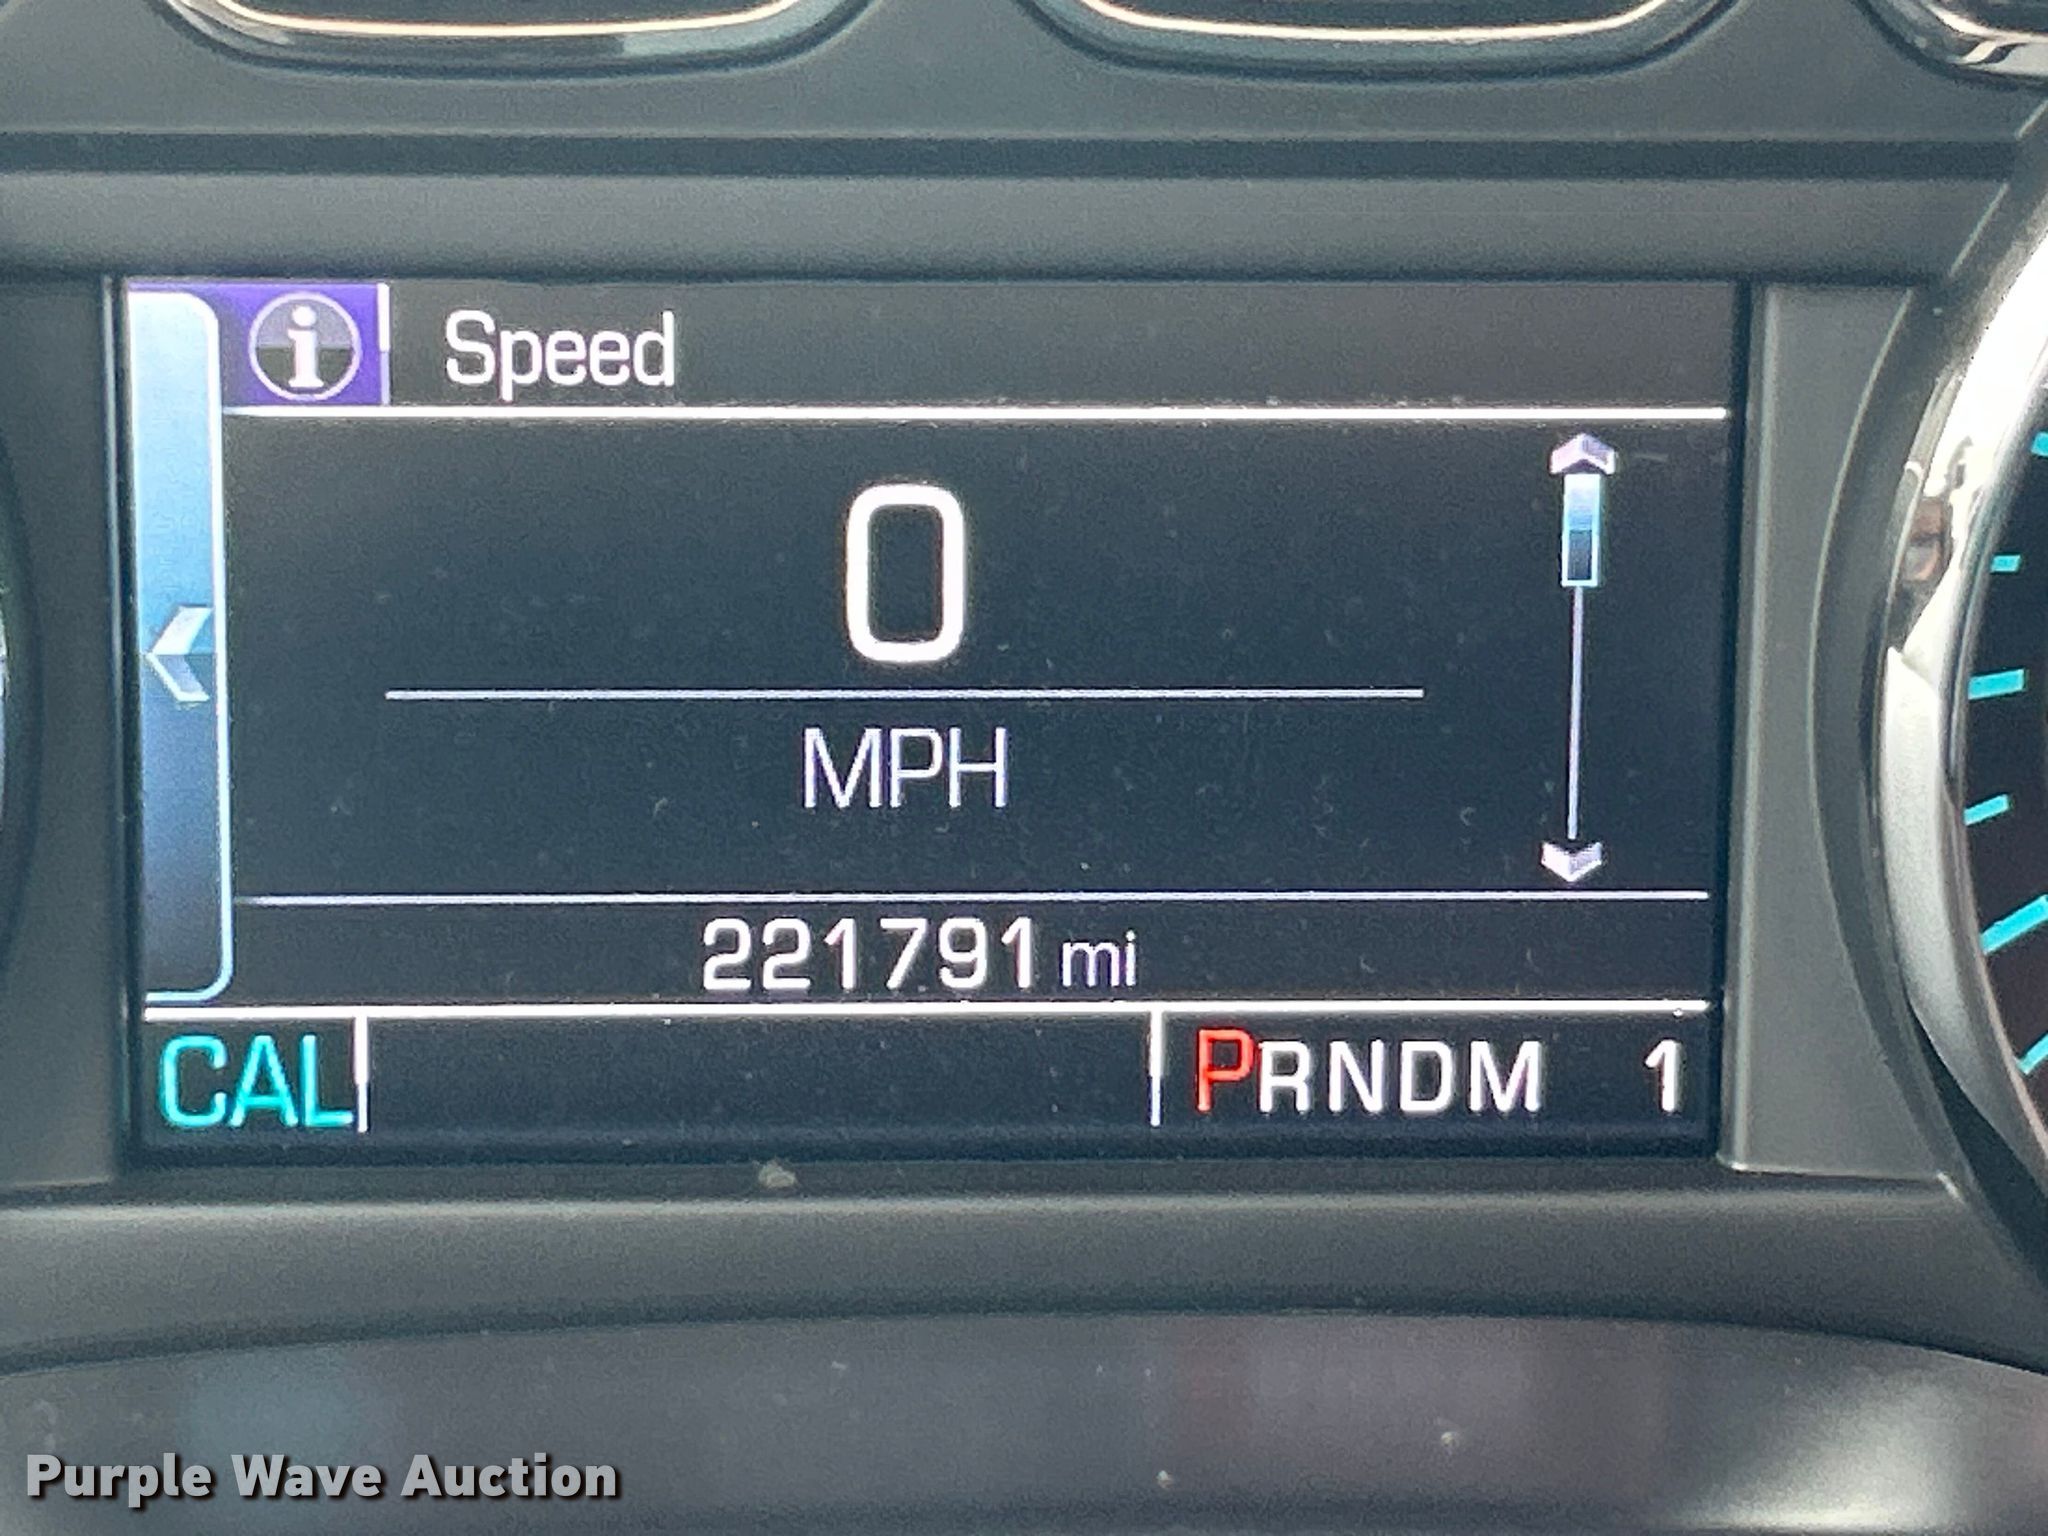 i Speed
0
MPH
221791 mi
CAL PRNDM 1
Purple Wave Auction